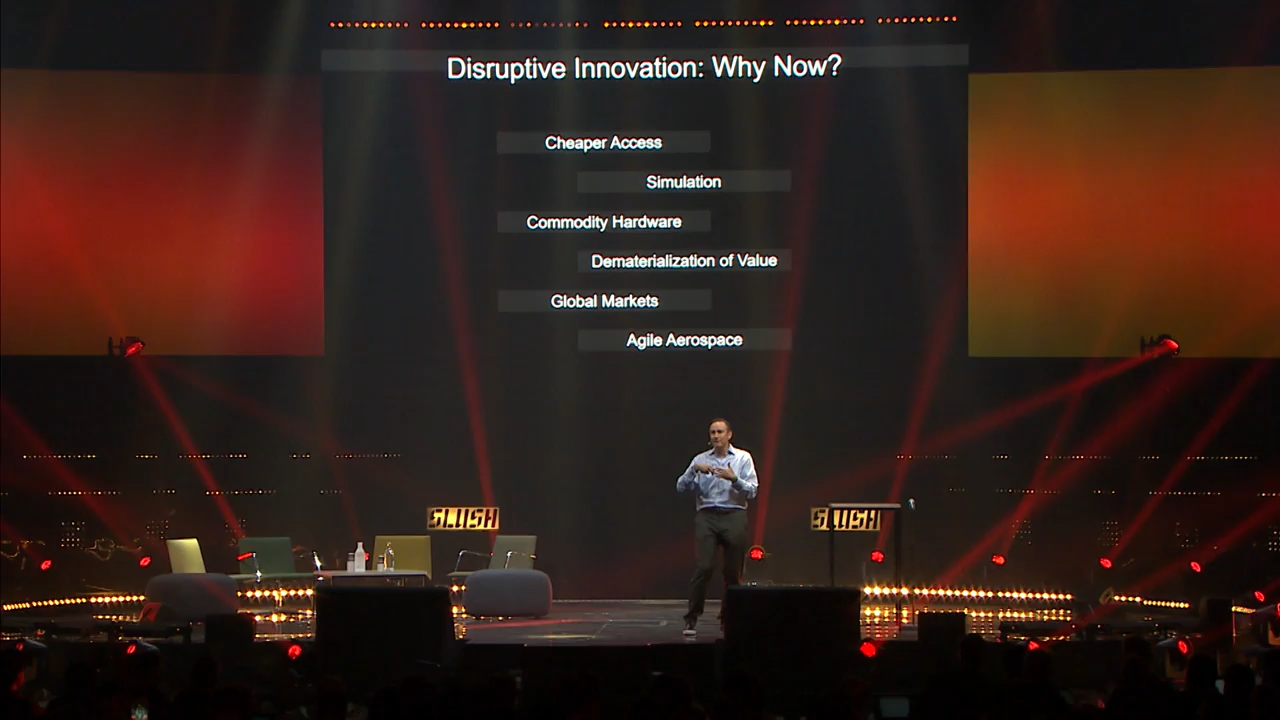 Disruptive Innovation: Why Now?
Cheaper Access
Simulation
Commodity Hardware
Dematerialization of Value
Global Markets
Agile Aerospace
SLUSH
SLUSH